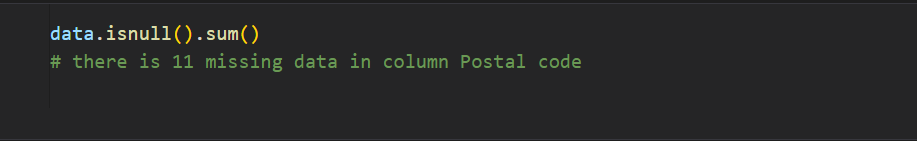 data.isnull().sum()
# there is 11 missing data in column Postal code